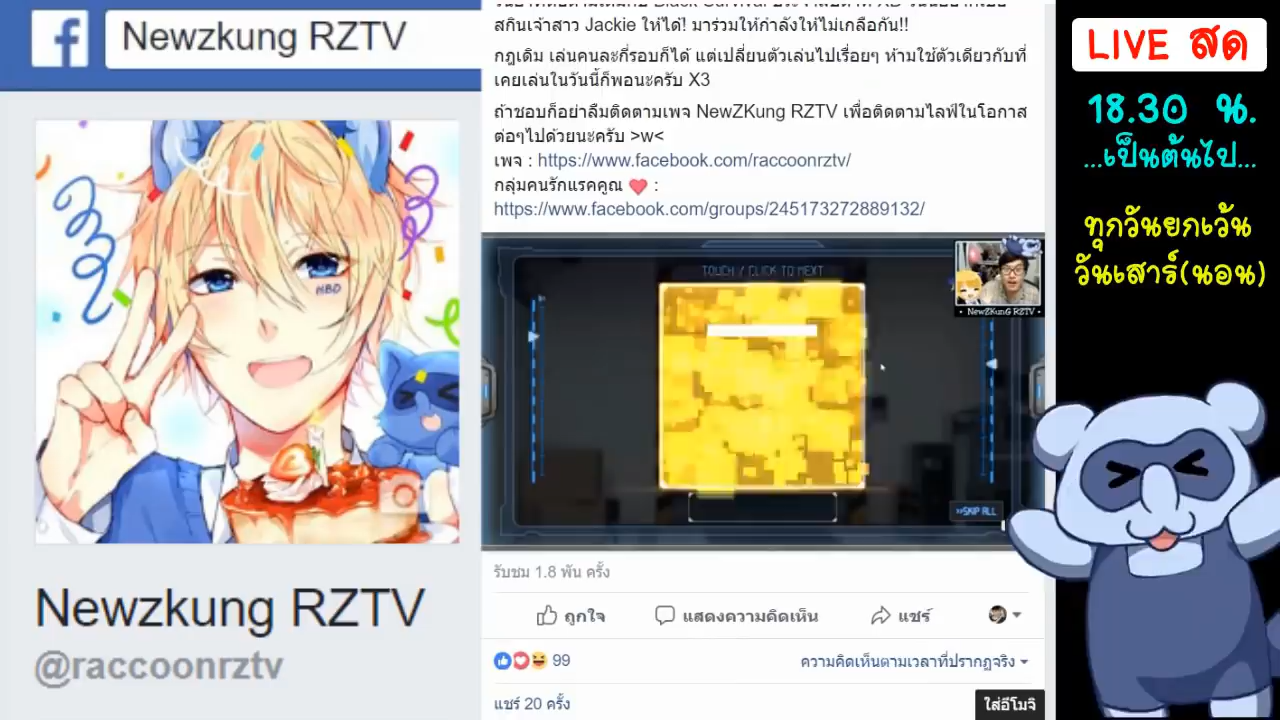 Newzkung RZTV
HBD
Newzkung RZTV
@raccoonrztv
สกินเจ้าสาว Jackie ให้ได้! มาร่วมให้กำลังให้ไม่เกลือกัน!!
กฎเดิม เล่นคนละกี่รอบก็ได้ แต่เปลี่ยนตัวเล่นไปเรื่อยๆ ห้ามใช้ตัวเดียวกับที่
เคยเล่นในวันนี้ก็พอนะครับ X3
ถ้าชอบก็อย่าลืมติดตามเพจ NewZKung RZTV เพื่อติดตามไลฟ์ในโอกาส
ต่อๆไปด้วยนะครับ >w<
เพจ : https://www.facebook.com/raccoonrztv/
กลุ่มคนรักแรคคูณ ❤ :
https://www.facebook.com/groups/245173272889132/
TOUCH / CLICK TO NEXT
• NewZKunG RZTV •
»SKIP ALL
รับชม 1.8 พัน ครั้ง
ถูกใจ
แสดงความคิดเห็น
แชร์
99
ความคิดเห็นตามเวลาที่ปรากฏจริง
แชร์ 20 ครั้ง
ใส่อีโมจิ
LIVE สด
18.30 น.
...เป็นต้นไป...
ทุกวันยกเว้น
วันเสาร์(นอน)